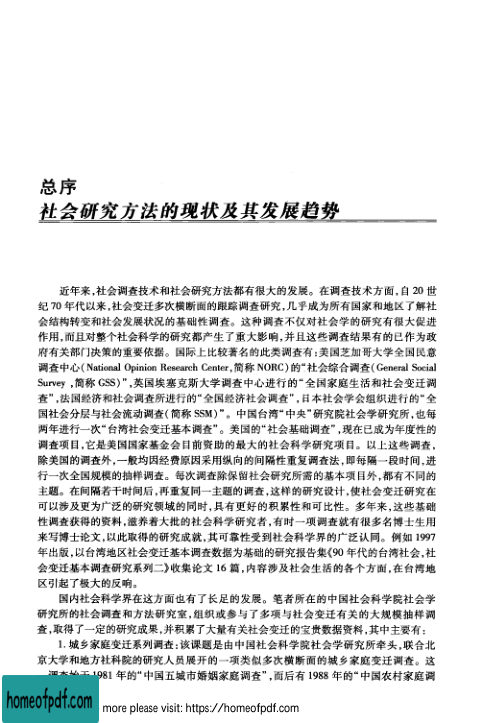 总序
社会研究方法的现状及其发展趋势
近年来,社会调查技术和社会研究方法都有很大的发展。在调查技术方面,自 20 世
纪 70 年代以来,社会变迁多次横断面的跟踪调查研究,几乎成为所有国家和地区了解社
会结构转变和社会发展状况的基础性调查。这种调查不仅对社会学的研究有很大促进
作用,而且对整个社会科学的研究都产生了重大影响,并且这些调查结果有的已作为政
府有关部门决策的重要依据。国际上比较著名的此类调查有:美国芝加哥大学全国民意
调查中心(National Opinion Research Center,简称 NORC)的“社会综合调查(General Social
Survey ,简称 GSS)”,英国埃塞克斯大学调查中心进行的“全国家庭生活和社会变迁调
查”,法国经济和社会调查所进行的“全国经济社会调查”,日本社会学会组织进行的“全
国社会分层与社会流动调查(简称 SSM)”。中国台湾“中央”研究院社会学研究所,也每
两年进行一次“台湾社会变迁基本调查”。美国的“社会基础调查”,现在已成为年度性的
调查项目,它是美国国家基金会目前资助的最大的社会科学研究项目。以上这些调查,
除美国的调查外,一般均因经费原因采用纵向的间隔性重复调查法,即每隔一段时间,进
行一次全国规模的抽样调查。每次调查除保留社会研究所需的基本项目外,都有不同的
主题。在间隔若干时间后,再重复同一主题的调查,这样的研究设计,使社会变迁研究在
可以涉及更为广泛的研究领域的同时,具有更好的积累性和可比性。多年来,这些基础
性调查获得的资料,滋养着大批的社会科学研究者,有时一项调查就有很多名博士生用
来写博士论文,以此取得的研究成就,其可靠性受到社会科学界的广泛认同。例如 1997
年出版,以台湾地区社会变迁基本调查数据为基础的研究报告集《90 年代的台湾社会,社
会变迁基本调查研究系列二》收集论文 16 篇,内容涉及社会生活的各个方面,在台湾地
区引起了极大的反响。
国内社会科学界在这方面也有了长足的发展。笔者所在的中国社会科学院社会学
研究所的社会调查和方法研究室,组织或参与了多项与社会变迁有关的大规模抽样调
查,取得了一定的研究成果,并积累了大量有关社会变迁的宝贵数据资料,其中主要有:
1. 城乡家庭变迁系列调查:该课题是由中国社会科学院社会学研究所牵头,联合北
京大学和地方社科院的研究人员展开的一项类似多次横断面的城乡家庭变迁调查。这
调查始于 1981 年的“中国五城市婚姻家庭调查”,而后有 1988 年的“中国农村家庭调
homeofpdf.com
more please visit: https://homeofpdf.com
homeofpdf.com